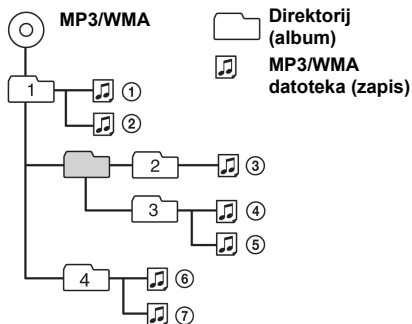 MP3/WMA
Direktorij
(album)
MP3/WMA
datoteka (zapis)
1
①
②
2
③
3
④
⑤
4
⑥
⑦